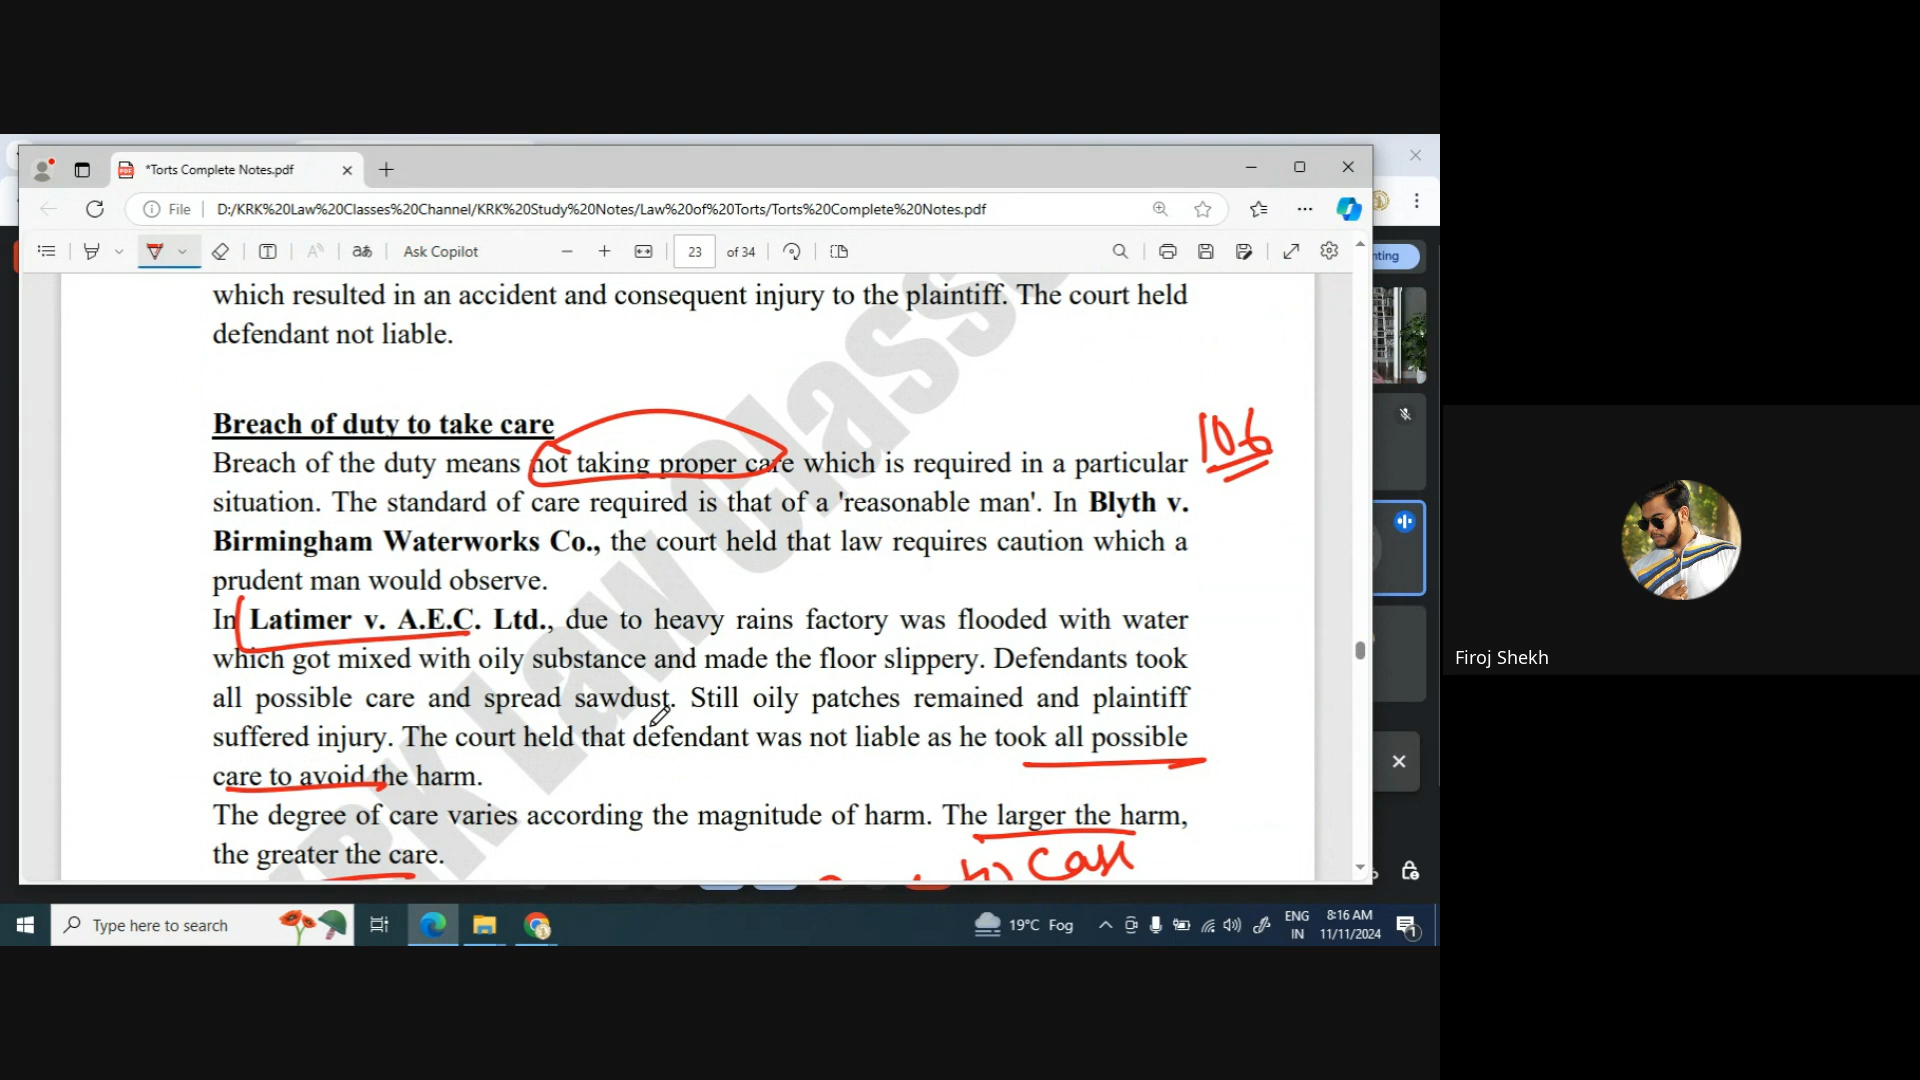 *Torts Complete Notes.pdf
File D:/KRK%20Law%20Classes%20Channel/KRK%20Study%20Notes/Law%20of%20Torts/Torts%20Complete%20Notes.pdf
Ask Copilot 23 of 34
nting
which resulted in an accident and consequent injury to the plaintiff. The court held
defendant not liable.
Breach of duty to take care
106
Breach of the duty means not taking proper care which is required in a particular
situation. The standard of care required is that of a 'reasonable man'. In Blyth v.
Birmingham Waterworks Co., the court held that law requires caution which a
prudent man would observe.
In Latimer v. A.E.C. Ltd., due to heavy rains factory was flooded with water
which got mixed with oily substance and made the floor slippery. Defendants took
all possible care and spread sawdust. Still oily patches remained and plaintiff
suffered injury. The court held that defendant was not liable as he took all possible
care to avoid the harm.
The degree of care varies according the magnitude of harm. The larger the harm,
the greater the care.
Case
KRK Law Classes
Firoj Shekh
Type here to search
19°C Fog
ENG
IN
8:16 AM
11/11/2024
1